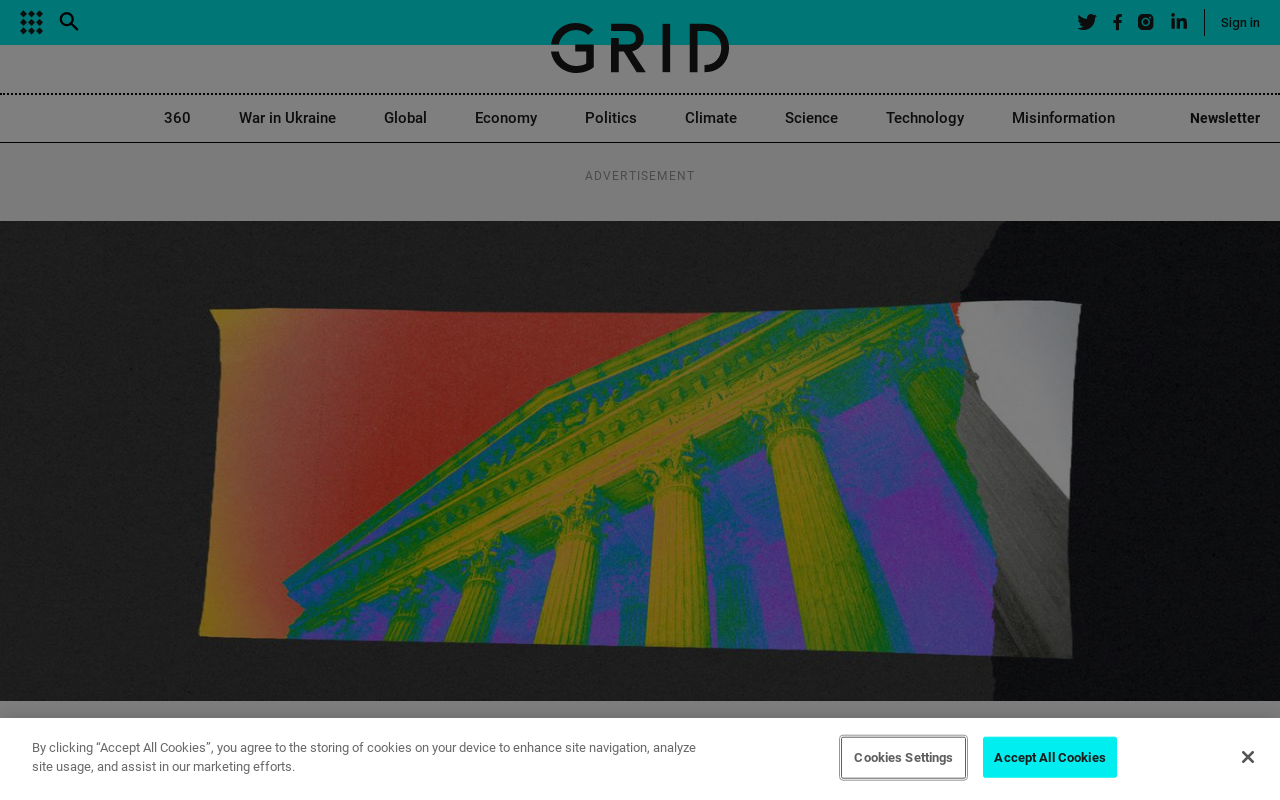 Sign in
GRID
360
War in Ukraine
Global
Economy
Politics
Climate
Science
Technology
Misinformation
Newsletter
ADVERTISEMENT
By clicking “Accept All Cookies”, you agree to the storing of cookies on your device to enhance site navigation, analyze
site usage, and assist in our marketing efforts.
Cookies Settings
Accept All Cookies